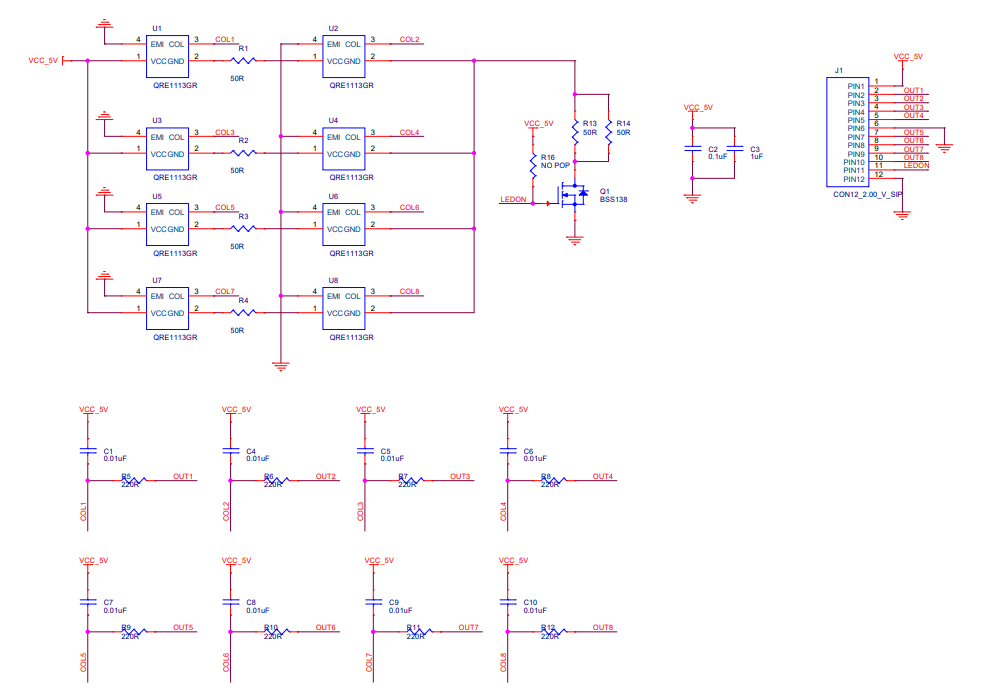 U1
4 EMI COL 3 COL1
1 VCC GND 2
R1
50R
QRE1113GR
VCC_5V
U2
4 EMI COL 3 COL2
1 VCC GND 2
QRE1113GR
U3
4 EMI COL 3 COL3
1 VCC GND 2
R2
50R
QRE1113GR
U4
4 EMI COL 3 COL4
1 VCC GND 2
QRE1113GR
U5
4 EMI COL 3 COL5
1 VCC GND 2
R3
50R
QRE1113GR
U6
4 EMI COL 3 COL6
1 VCC GND 2
QRE1113GR
U7
4 EMI COL 3 COL7
1 VCC GND 2
R4
50R
QRE1113GR
U8
4 EMI COL 3 COL8
1 VCC GND 2
QRE1113GR
R13
50R
R14
50R
VCC_5V
R16
NO POP
LEDON
Q1
BSS138
VCC_5V
C2
0.1uF
C3
1uF
J1
VCC_5V
PIN1 1
PIN2 2 OUT1
PIN3 3 OUT2
PIN4 4 OUT3
PIN5 5 OUT4
PIN6 6
PIN7 7 OUT5
PIN8 8 OUT6
PIN9 9 OUT7
PIN10 10 OUT8
PIN11 11 LEDON
PIN12 12
CON12_2.00_V_SIP
VCC_5V
C1
0.01uF
R5
220R
OUT1
COL1
VCC_5V
C4
0.01uF
R6
220R
OUT2
COL2
VCC_5V
C5
0.01uF
R7
220R
OUT3
COL3
VCC_5V
C6
0.01uF
R8
220R
OUT4
COL4
VCC_5V
C7
0.01uF
R9
220R
OUT5
COL5
VCC_5V
C8
0.01uF
R10
220R
OUT6
COL6
VCC_5V
C9
0.01uF
R11
220R
OUT7
COL7
VCC_5V
C10
0.01uF
R12
220R
OUT8
COL8